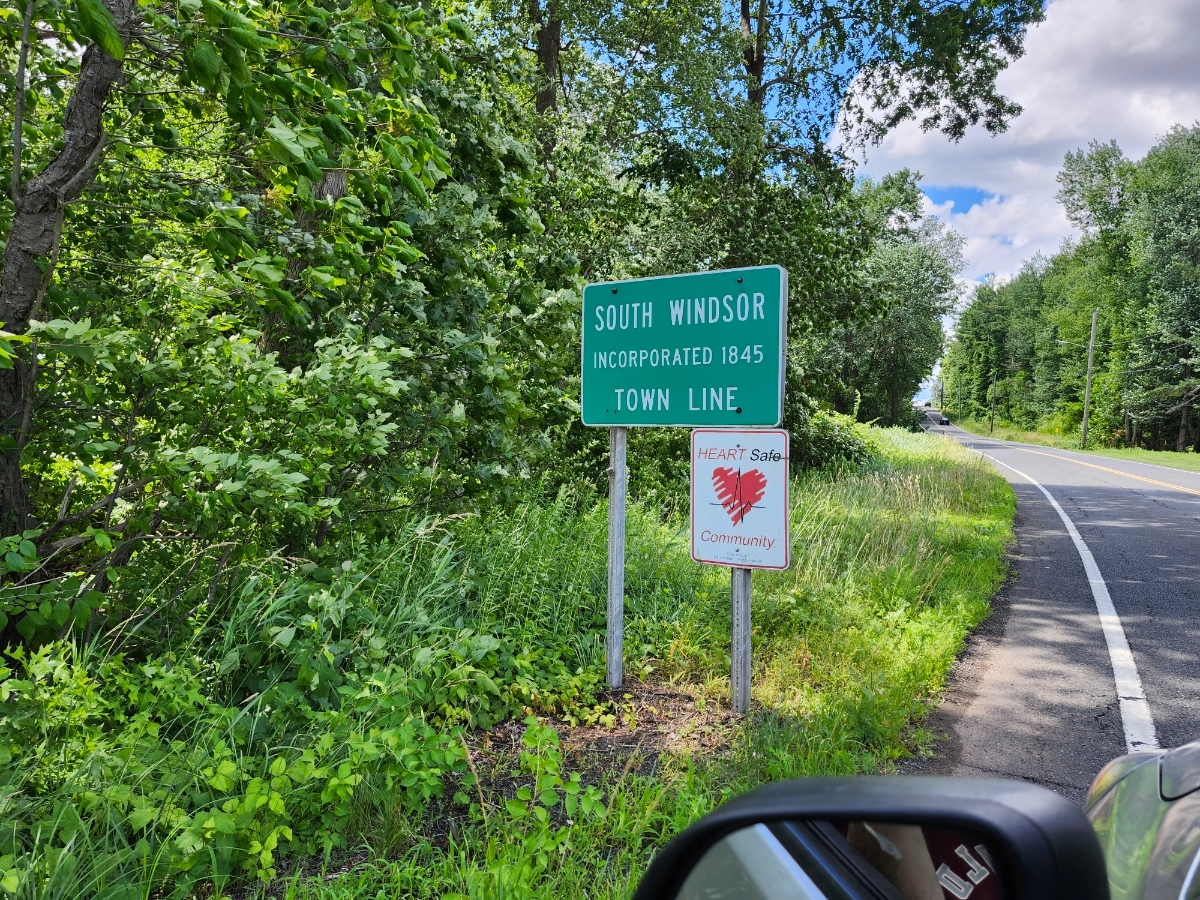 SOUTH WINDSOR
INCORPORATED 1845
TOWN LINE
HEART Safe
Community